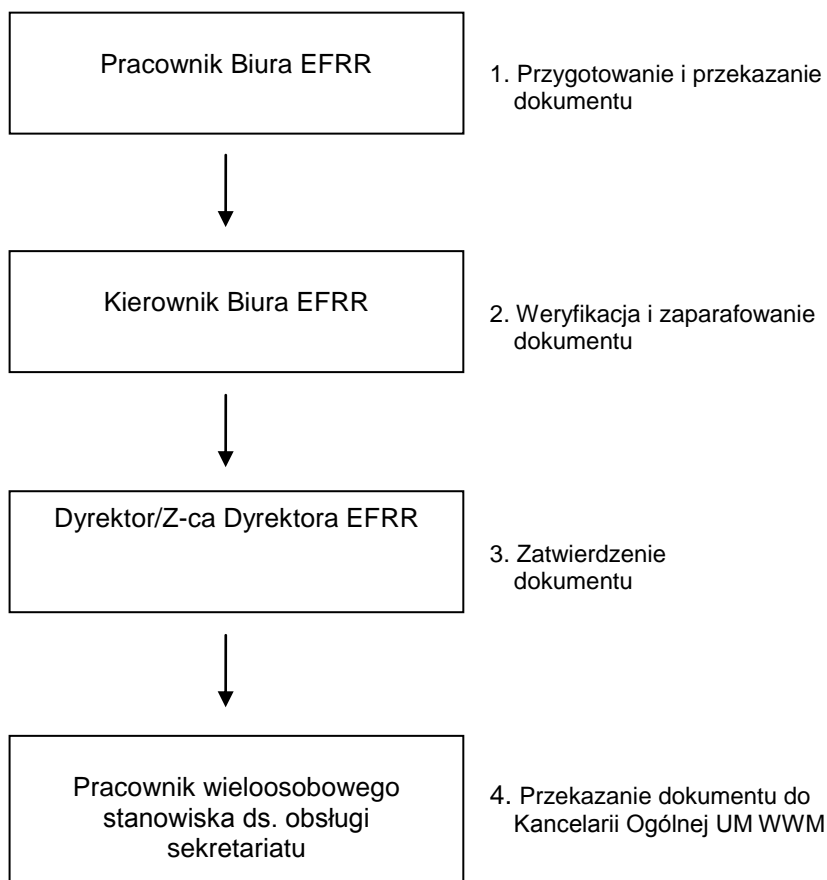 Pracownik Biura EFRR
1. Przygotowanie i przekazanie
dokumentu
Kierownik Biura EFRR
2. Weryfikacja i zaparafowanie
dokumentu
Dyrektor/Z-ca Dyrektora EFRR
3. Zatwierdzenie
dokumentu
Pracownik wieloosobowego
stanowiska ds. obsługi
sekretariatu
4. Przekazanie dokumentu do
Kancelarii Ogólnej UM WWM